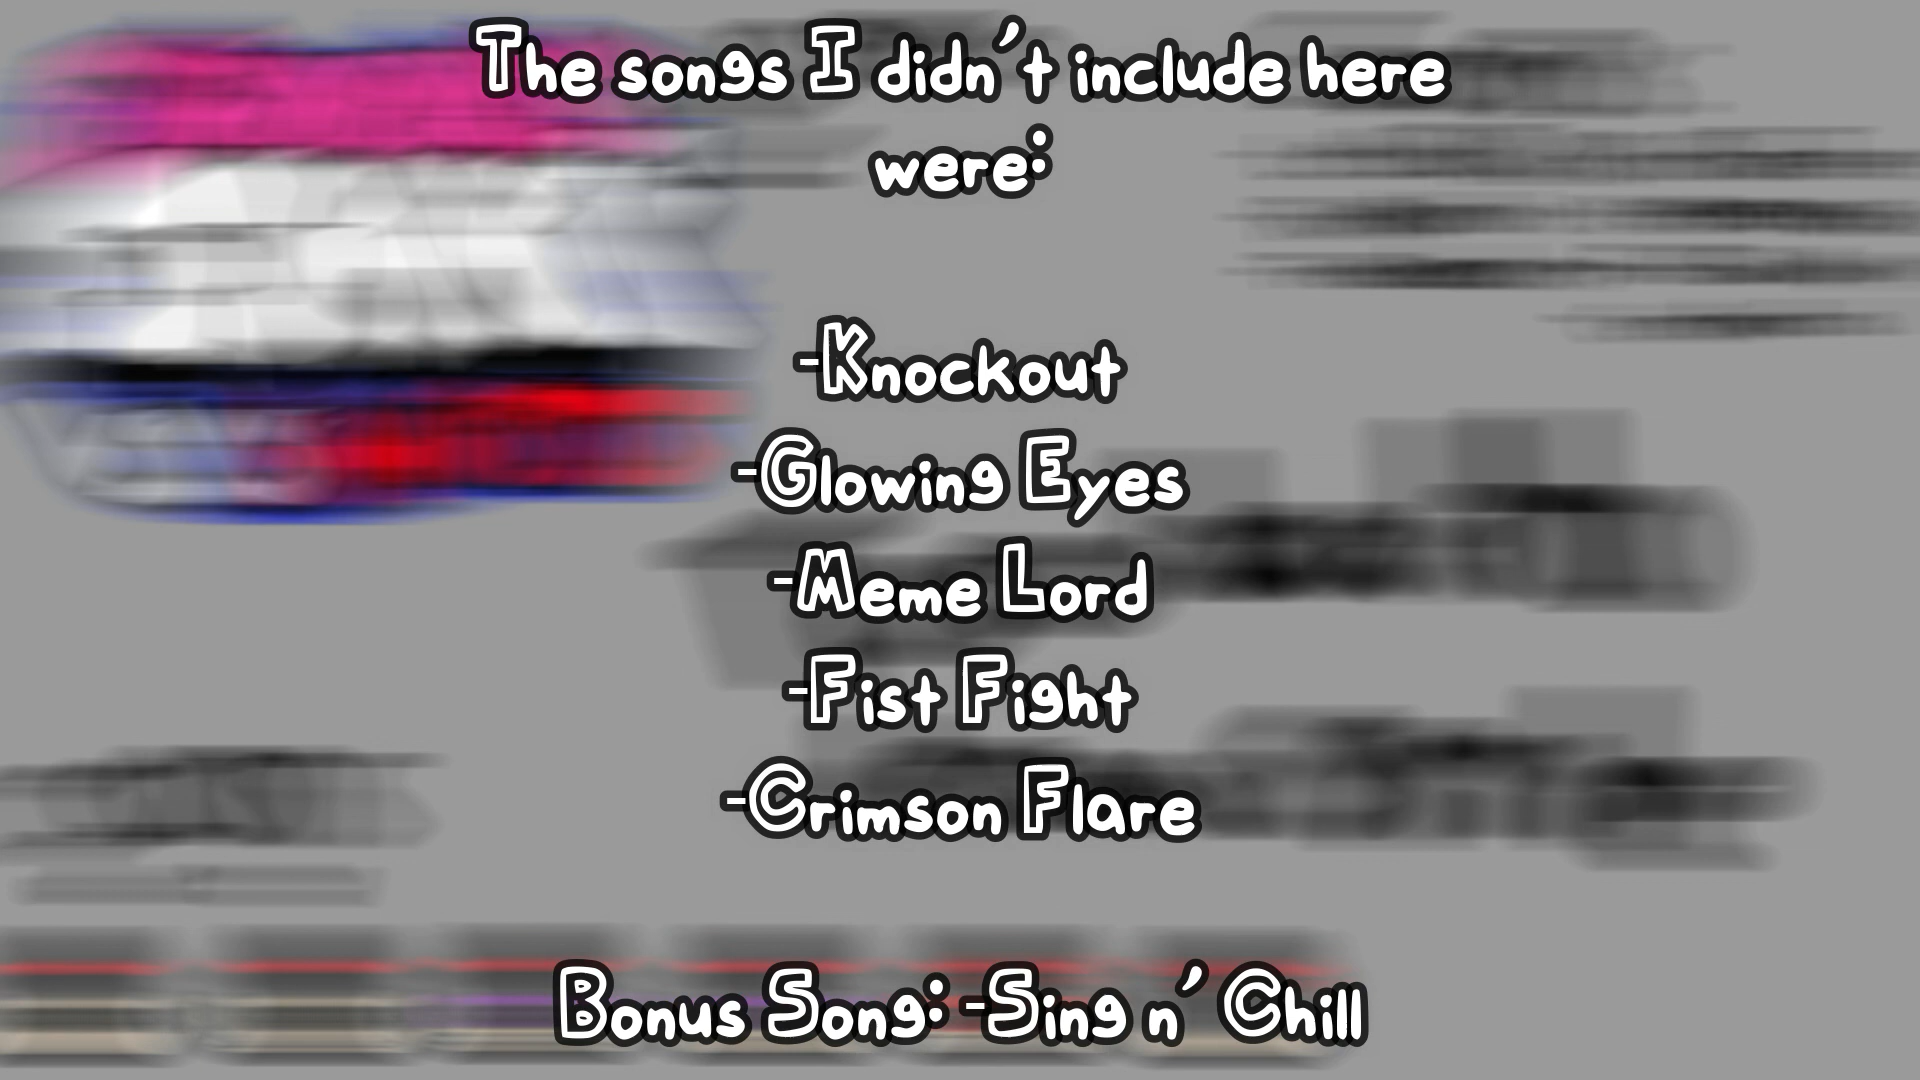 The songs I didn't include here
were:
-Knockout
-Glowing Eyes
-Meme Lord
-Fist Fight
-Crimson Flare
Bonus Song: -Sing n' Chill